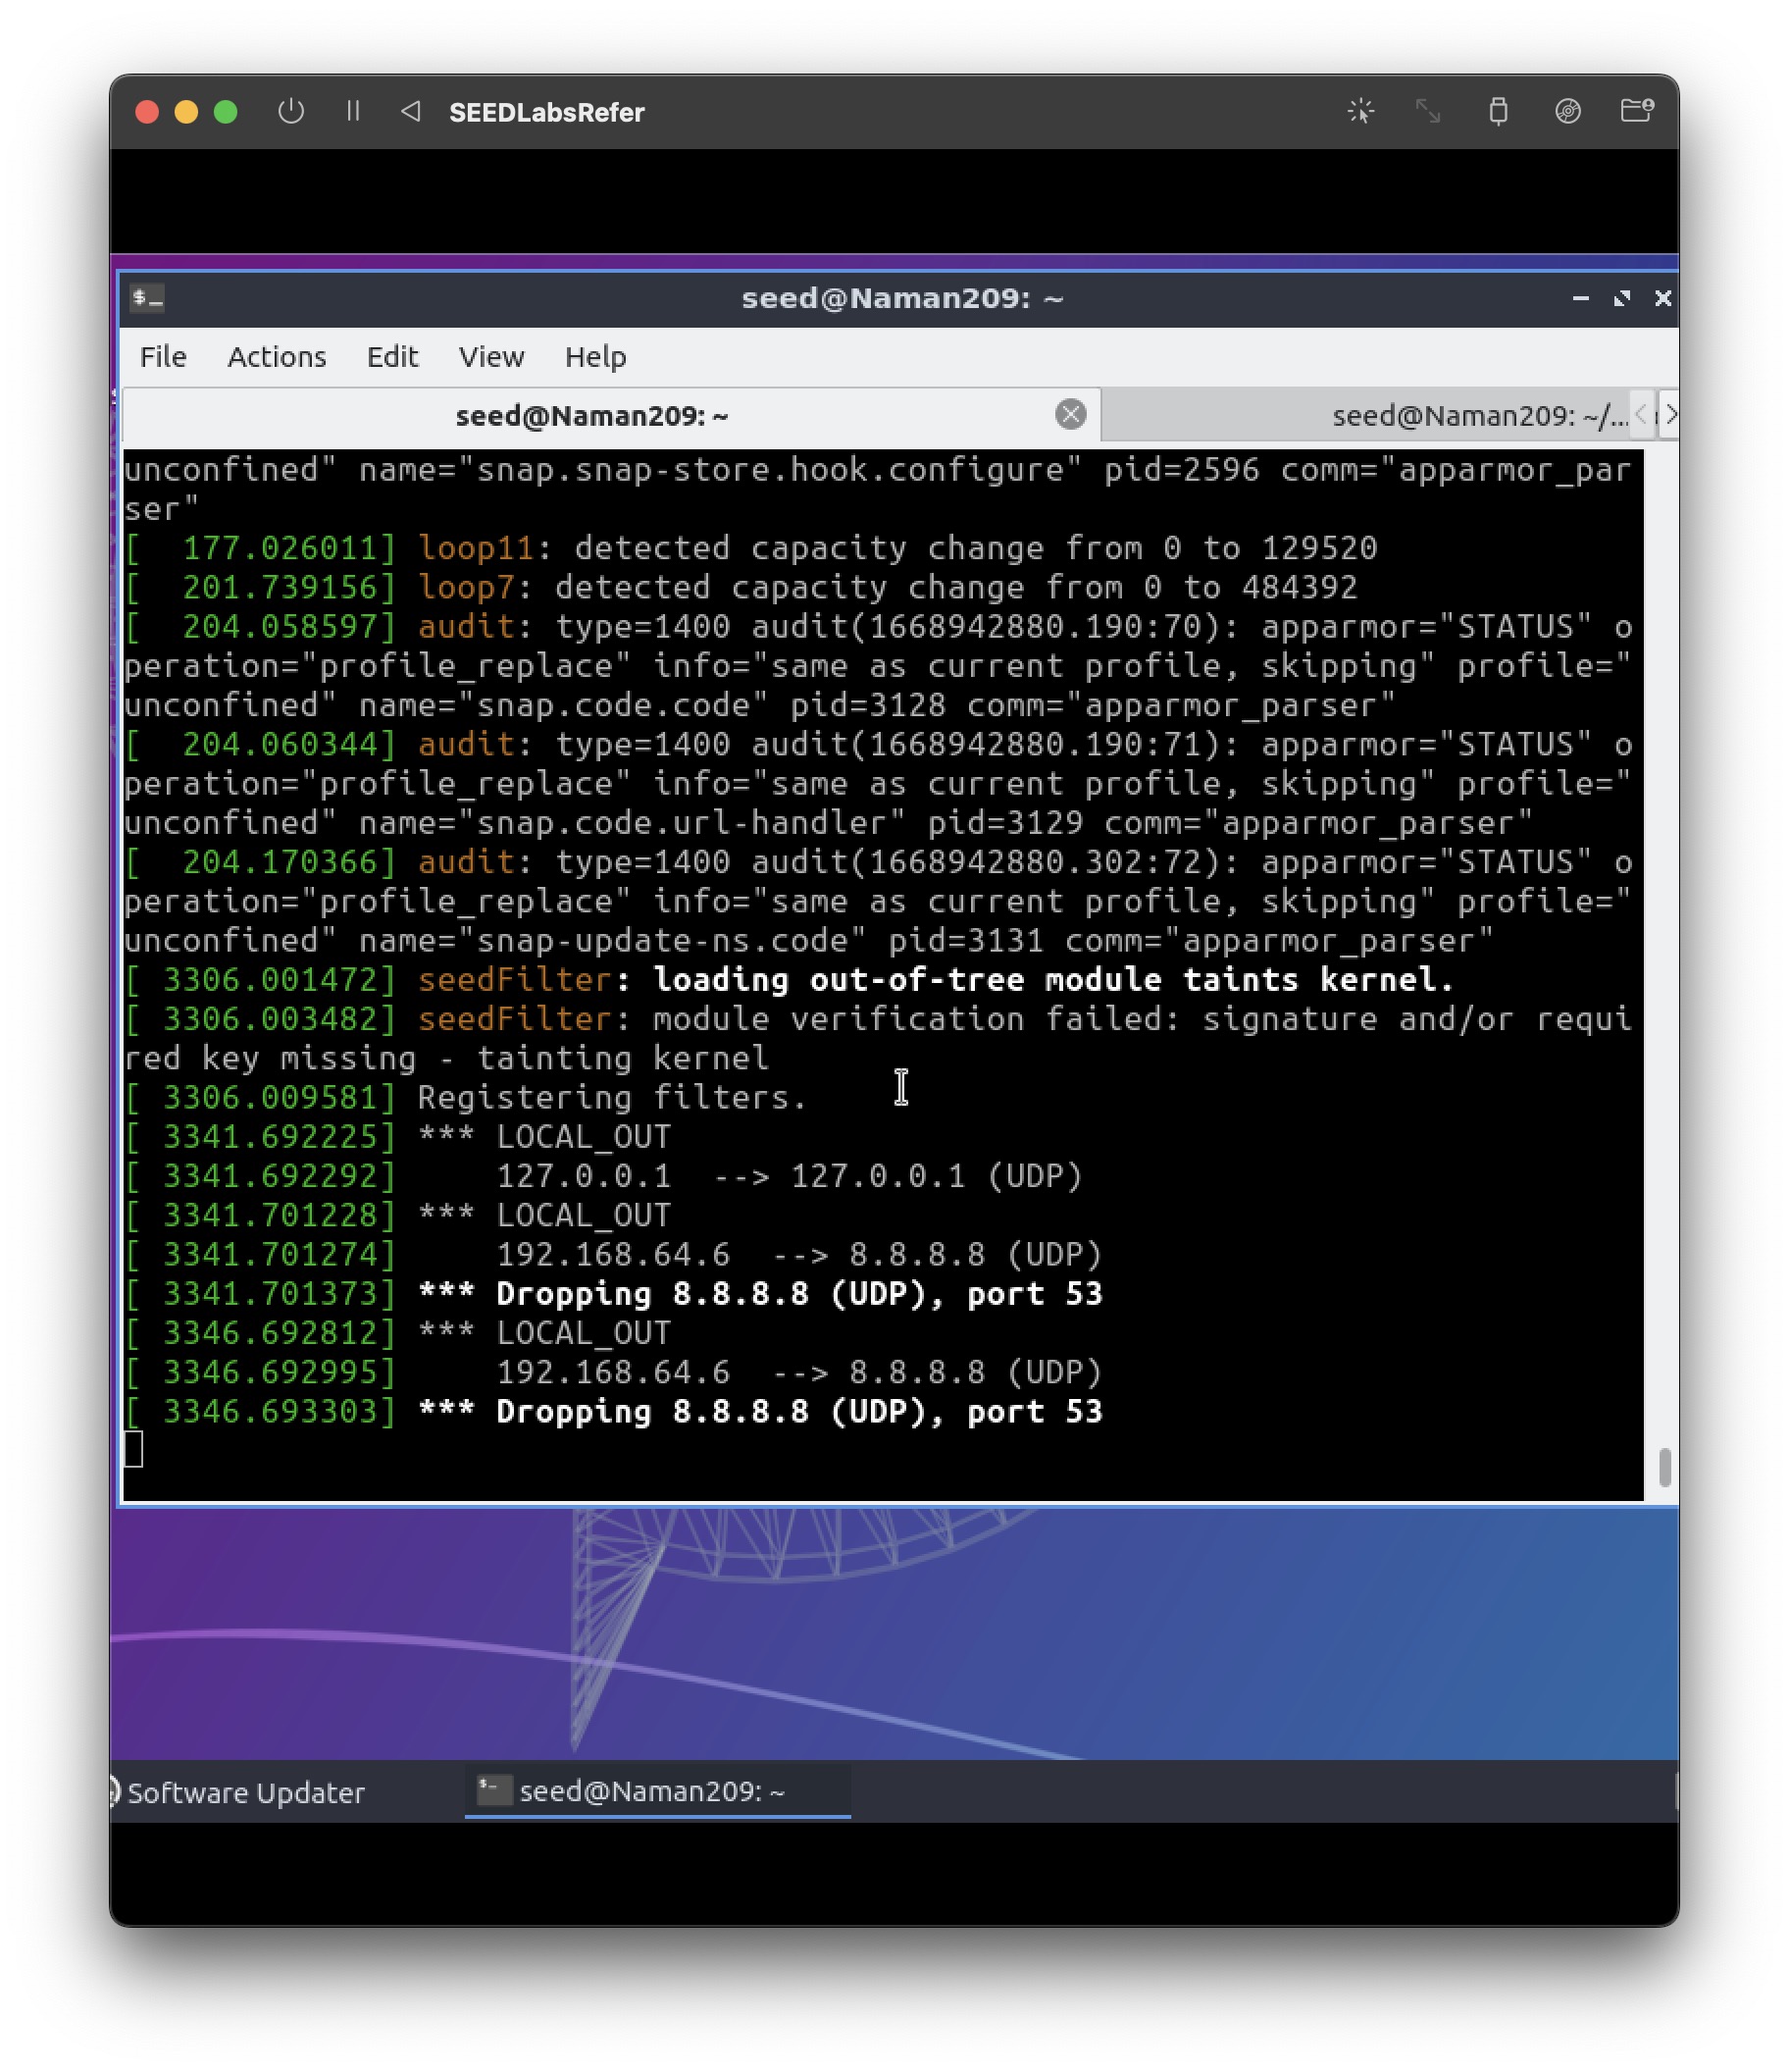 SEEDLabsRefer
seed@Naman209: ~
File Actions Edit View Help
seed@Naman209: ~ seed@Naman209: ~/...
unconfined" name="snap.snap-store.hook.configure" pid=2596 comm="apparmor_par
ser"
[  177.026011] loop11: detected capacity change from 0 to 129520
[  201.739156] loop7: detected capacity change from 0 to 484392
[  204.058597] audit: type=1400 audit(1668942880.190:70): apparmor="STATUS" o
peration="profile_replace" info="same as current profile, skipping" profile="
unconfined" name="snap.code.code" pid=3128 comm="apparmor_parser"
[  204.060344] audit: type=1400 audit(1668942880.190:71): apparmor="STATUS" o
peration="profile_replace" info="same as current profile, skipping" profile="
unconfined" name="snap.code.url-handler" pid=3129 comm="apparmor_parser"
[  204.170366] audit: type=1400 audit(1668942880.302:72): apparmor="STATUS" o
peration="profile_replace" info="same as current profile, skipping" profile="
unconfined" name="snap-update-ns.code" pid=3131 comm="apparmor_parser"
[ 3306.001472] seedFilter: loading out-of-tree module taints kernel.
[ 3306.003482] seedFilter: module verification failed: signature and/or requi
red key missing - tainting kernel
[ 3306.009581] Registering filters.
[ 3341.692225] *** LOCAL_OUT
[ 3341.692292]     127.0.0.1  --> 127.0.0.1 (UDP)
[ 3341.701228] *** LOCAL_OUT
[ 3341.701274]     192.168.64.6  --> 8.8.8.8 (UDP)
[ 3341.701373] *** Dropping 8.8.8.8 (UDP), port 53
[ 3346.692812] *** LOCAL_OUT
[ 3346.692995]     192.168.64.6  --> 8.8.8.8 (UDP)
[ 3346.693303] *** Dropping 8.8.8.8 (UDP), port 53
Software Updater seed@Naman209: ~